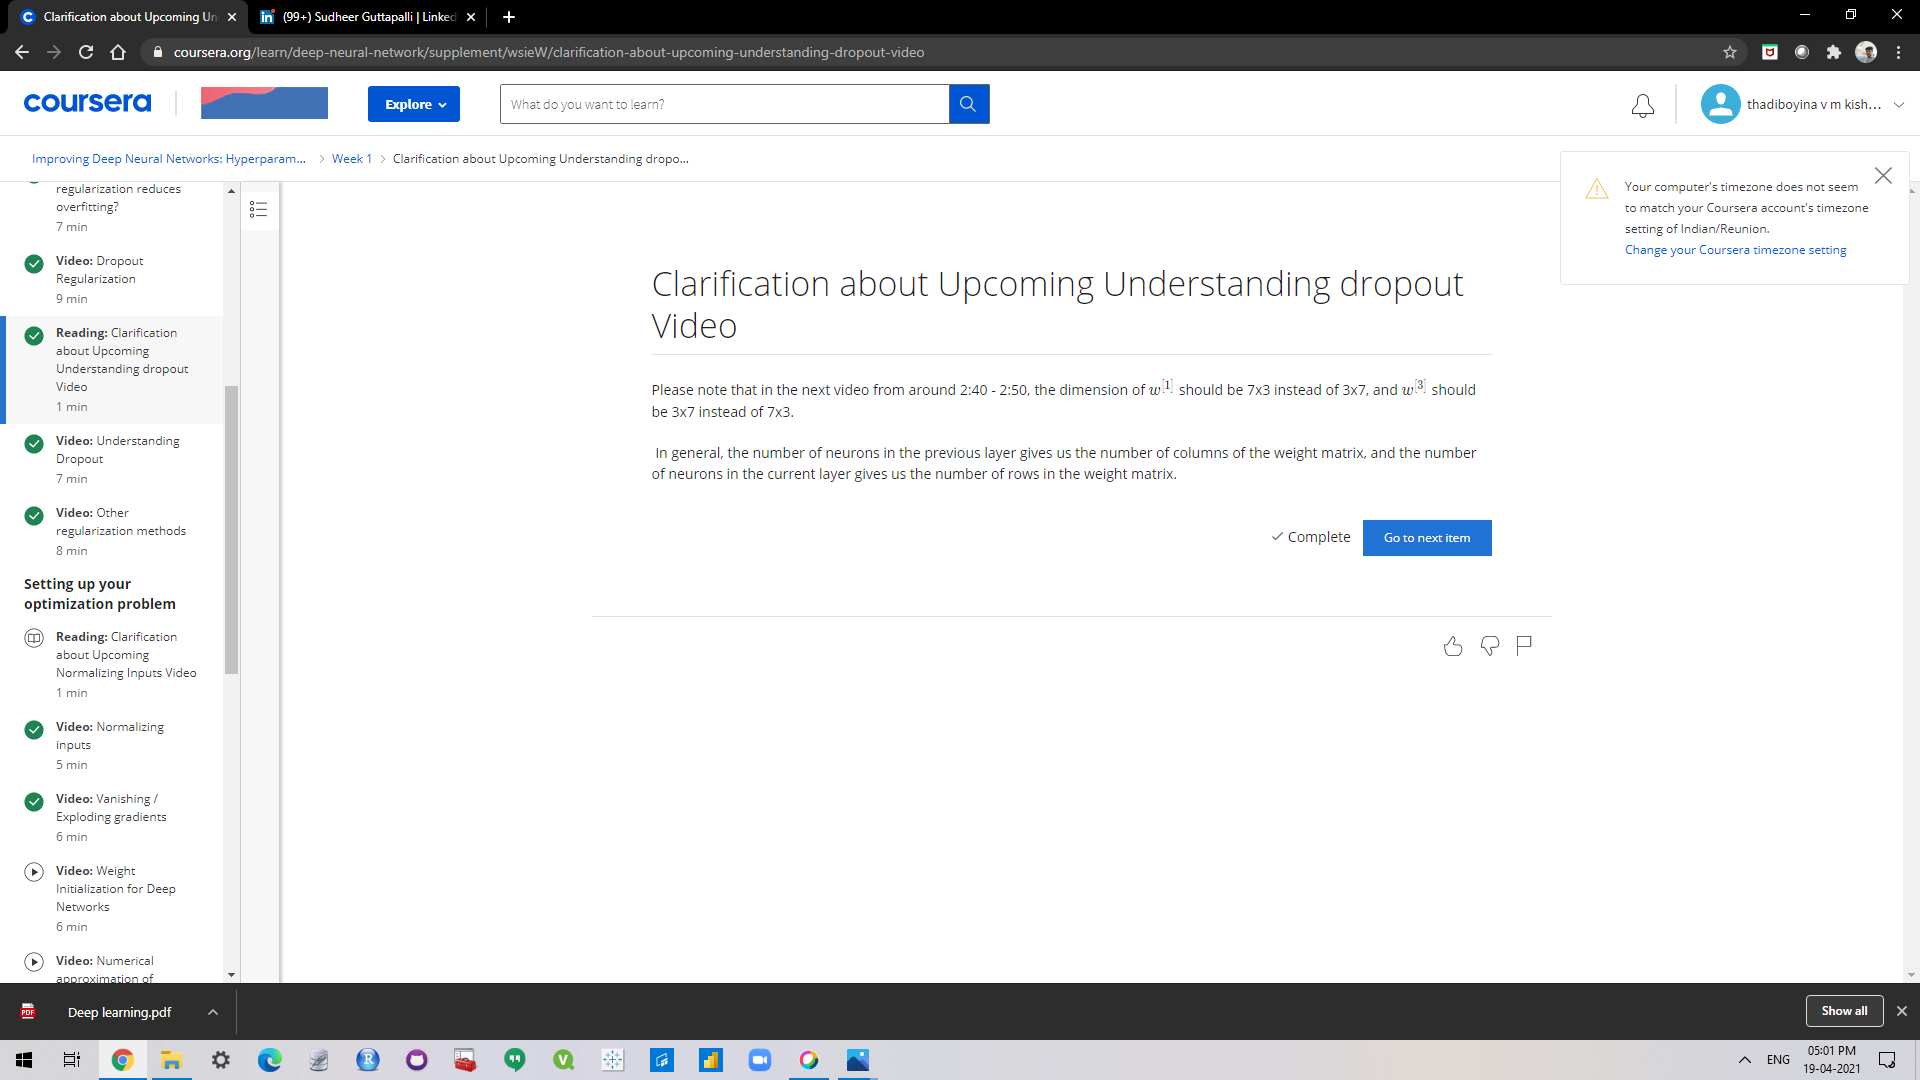 Clarification about Upcoming Un
(99+) Sudheer Guttapalli | Linked
coursera.org/learn/deep-neural-network/supplement/wsieW/clarification-about-upcoming-understanding-dropout-video
coursera
Explore
What do you want to learn?
thadiboyina v m kish...
Improving Deep Neural Networks: Hyperparam...
Week 1
Clarification about Upcoming Understanding dropo...
Your computer's timezone does not seem
to match your Coursera account's timezone
setting of Indian/Reunion.
Change your Coursera timezone setting
regularization reduces
overfitting?
7 min
Video: Dropout
Regularization
9 min
Reading: Clarification
about Upcoming
Understanding dropout
Video
1 min
Video: Understanding
Dropout
7 min
Video: Other
regularization methods
8 min
Setting up your
optimization problem
Reading: Clarification
about Upcoming
Normalizing Inputs Video
1 min
Video: Normalizing
inputs
5 min
Video: Vanishing /
Exploding gradients
6 min
Video: Weight
Initialization for Deep
Networks
6 min
Video: Numerical
approximation of
Clarification about Upcoming Understanding dropout
Video
Please note that in the next video from around 2:40 - 2:50, the dimension of w[1] should be 7x3 instead of 3x7, and w[3] should
be 3x7 instead of 7x3.
In general, the number of neurons in the previous layer gives us the number of columns of the weight matrix, and the number
of neurons in the current layer gives us the number of rows in the weight matrix.
Complete
Go to next item
PDF
Deep learning.pdf
Show all
ENG
05:01 PM
19-04-2021